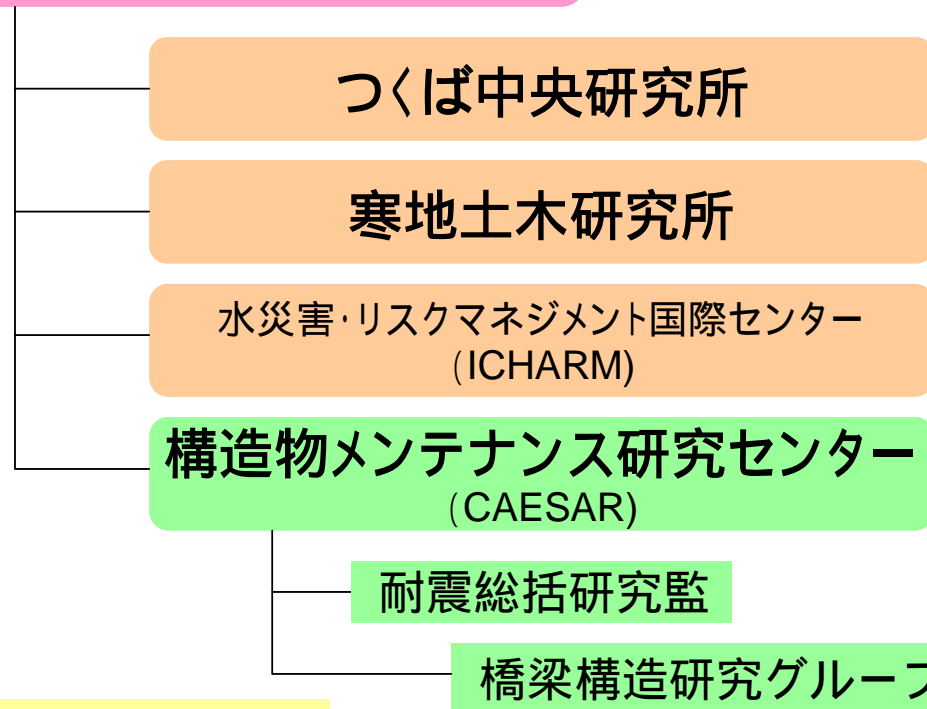 つくば中央研究所
寒地土木研究所
水災害・リスクマネジメント国際センター
(ICHARM)
構造物メンテナンス研究センター
(CAESAR)
耐震総括研究監
橋梁構造研究グループ